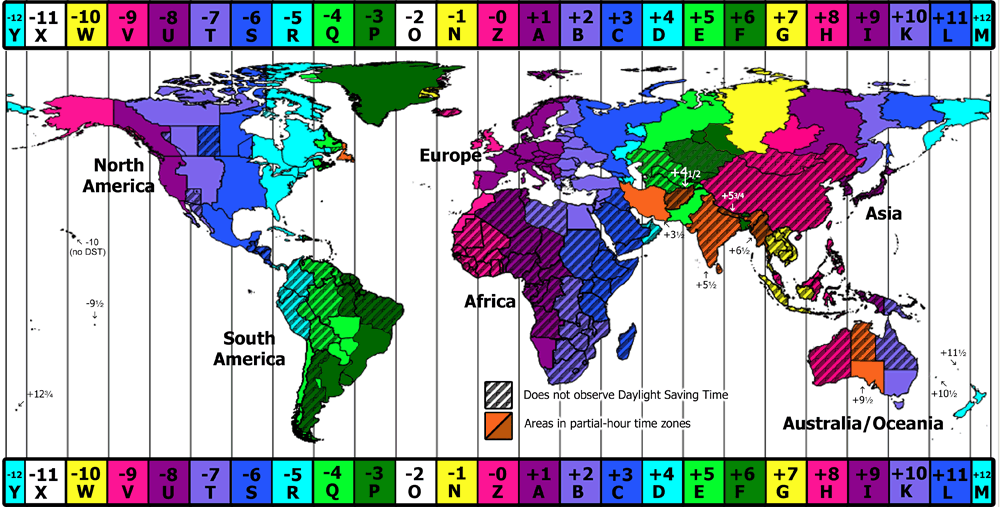 -12 -11 -10 -9 -8 -7 -6 -5 -4 -3 -2 -1 -0 +1 +2 +3 +4 +5 +6 +7 +8 +9 +10 +11 +12
Y X W V U T S R Q P O N Z A B C D E F G H I K L M
North
America
Europe
+4 1/2
+5 3/4
Asia
-10
(no DST)
+3½
+6½
+5½
-9½
Africa
South
America
+11½
+12¾
Does not observe Daylight Saving Time
+10½
+9½
Areas in partial-hour time zones
Australia/Oceania
-12 -11 -10 -9 -8 -7 -6 -5 -4 -3 -2 -1 -0 +1 +2 +3 +4 +5 +6 +7 +8 +9 +10 +11 +12
Y X W V U T S R Q P O N Z A B C D E F G H I K L M